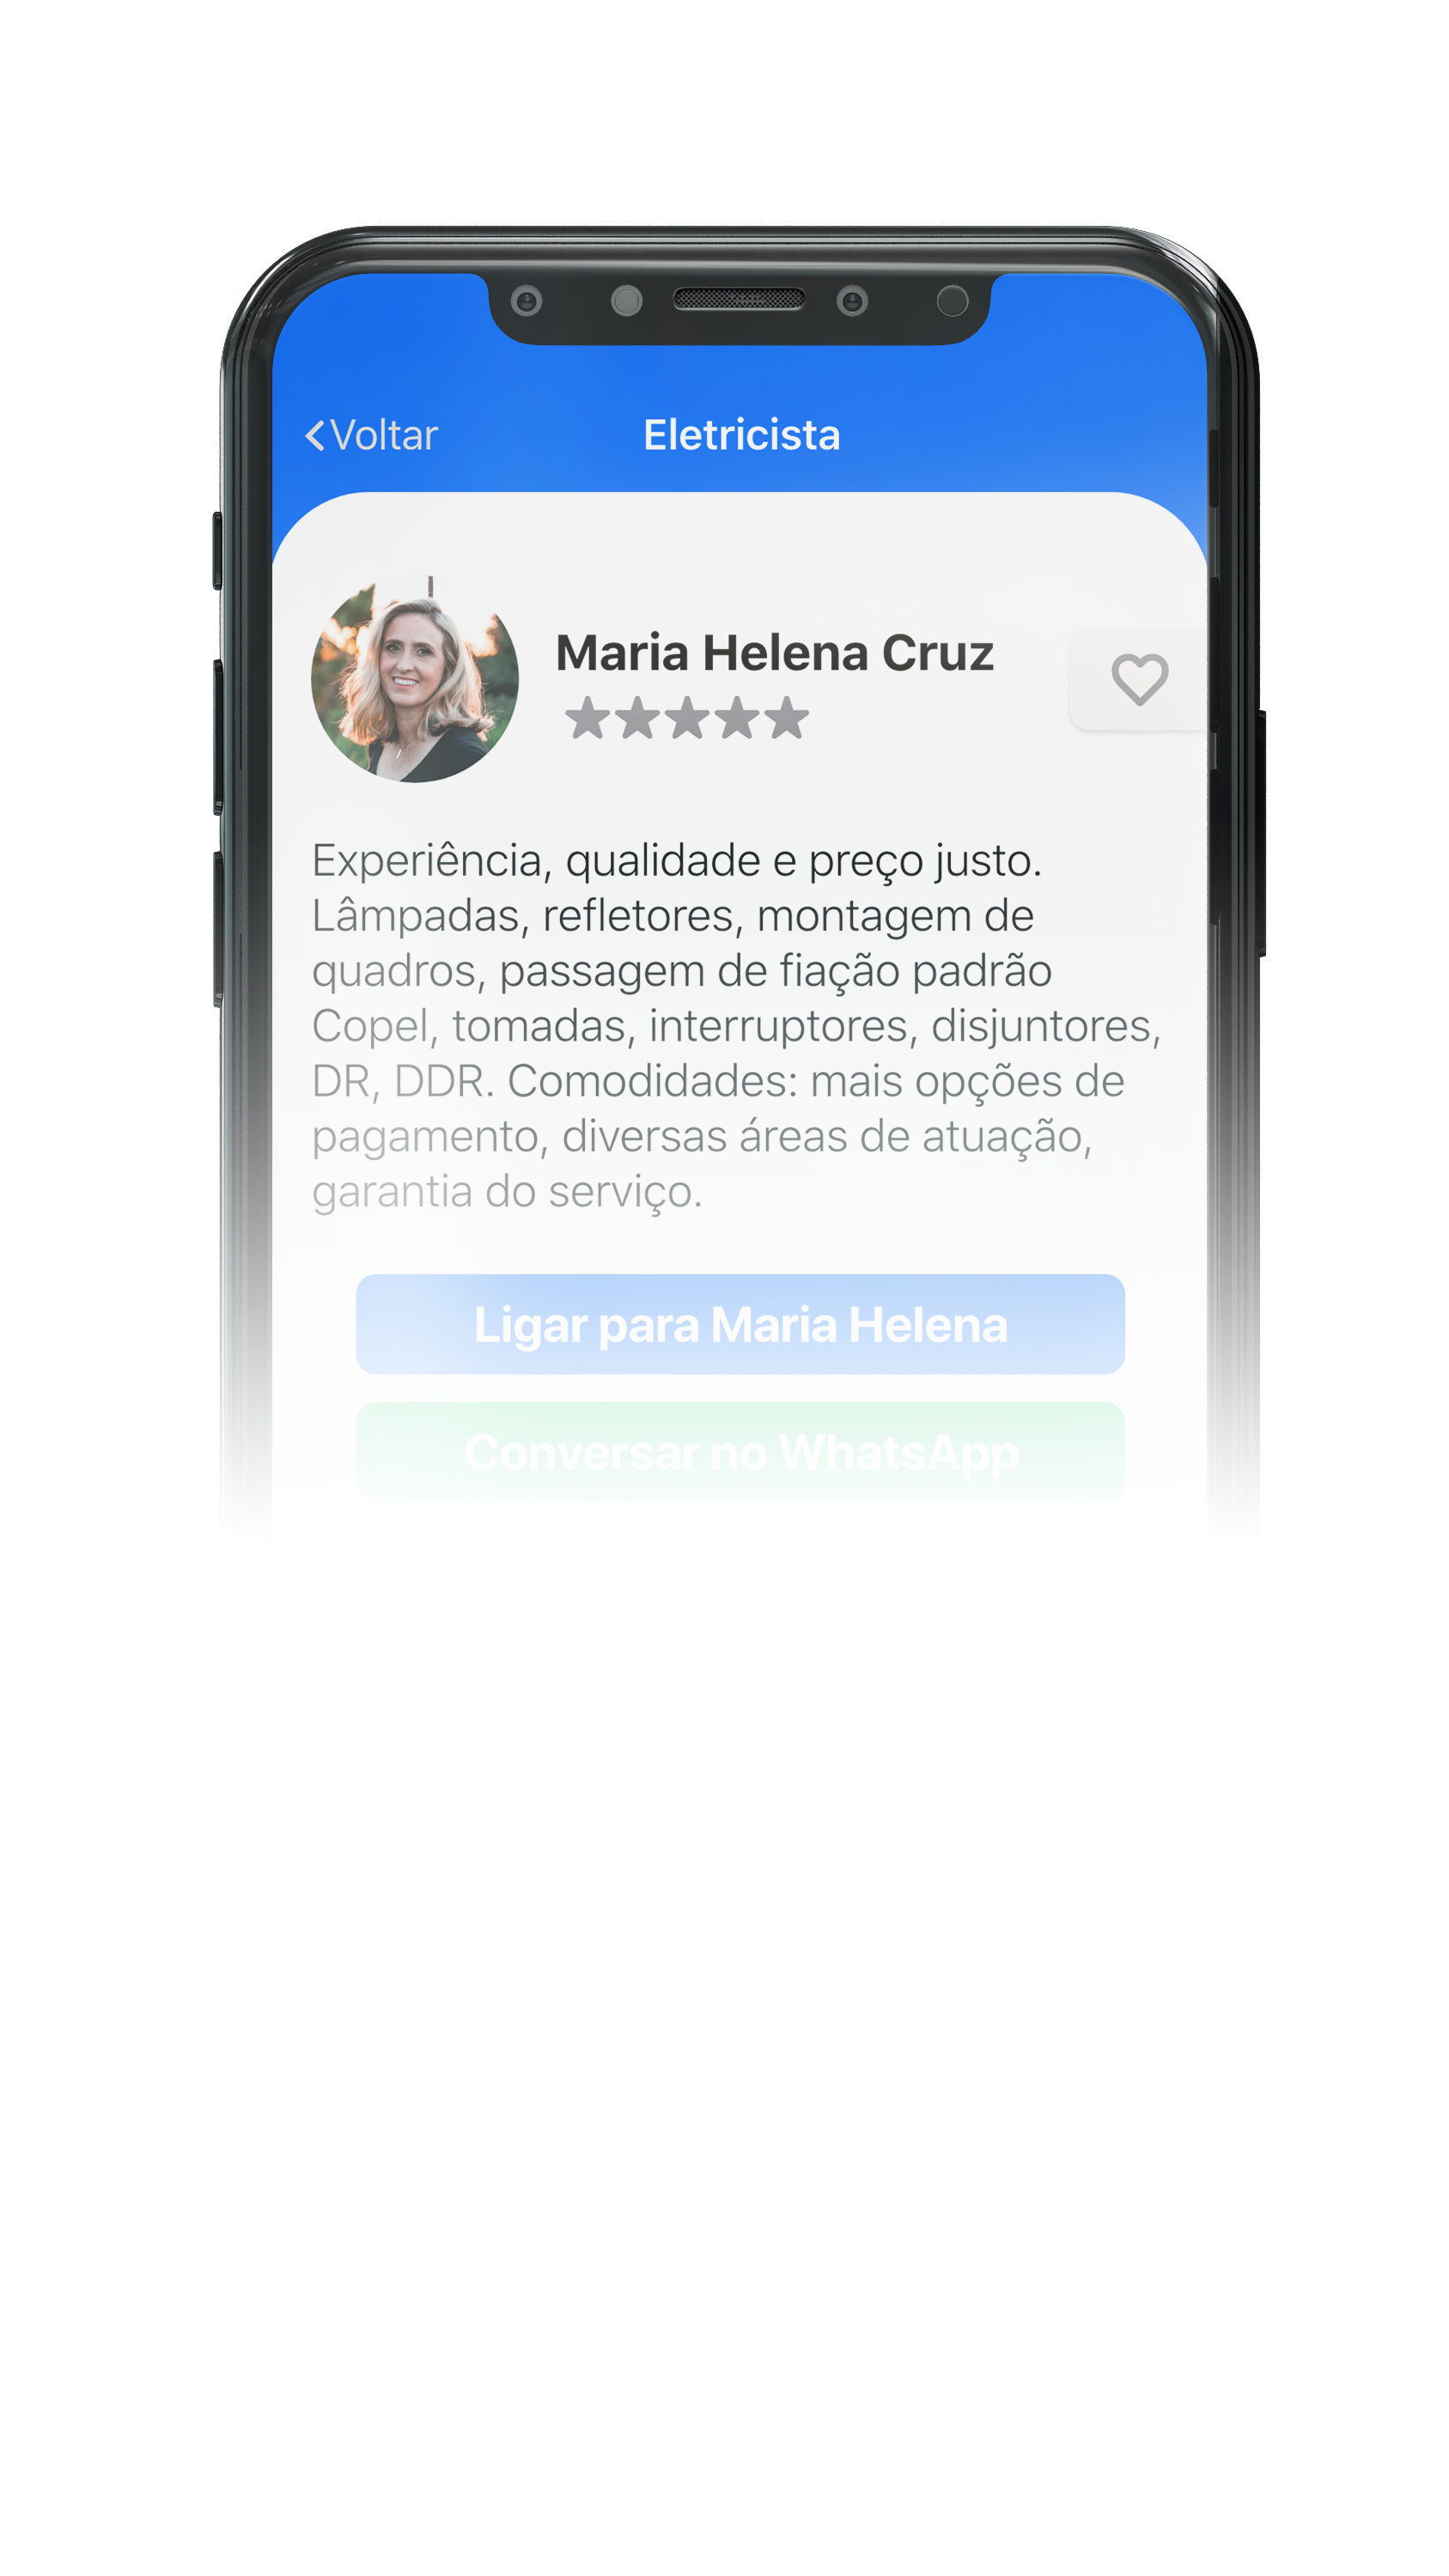 Voltar
Eletricista
Maria Helena Cruz
Experiência, qualidade e preço justo.
Lâmpadas, refletores, montagem de
quadros, passagem de fiação padrão
Copel, tomadas, interruptores, disjuntores,
DR, DDR. Comodidades: mais opções de
pagamento, diversas áreas de atuação,
garantia do serviço.
Ligar para Maria Helena
Conversar no WhatsApp